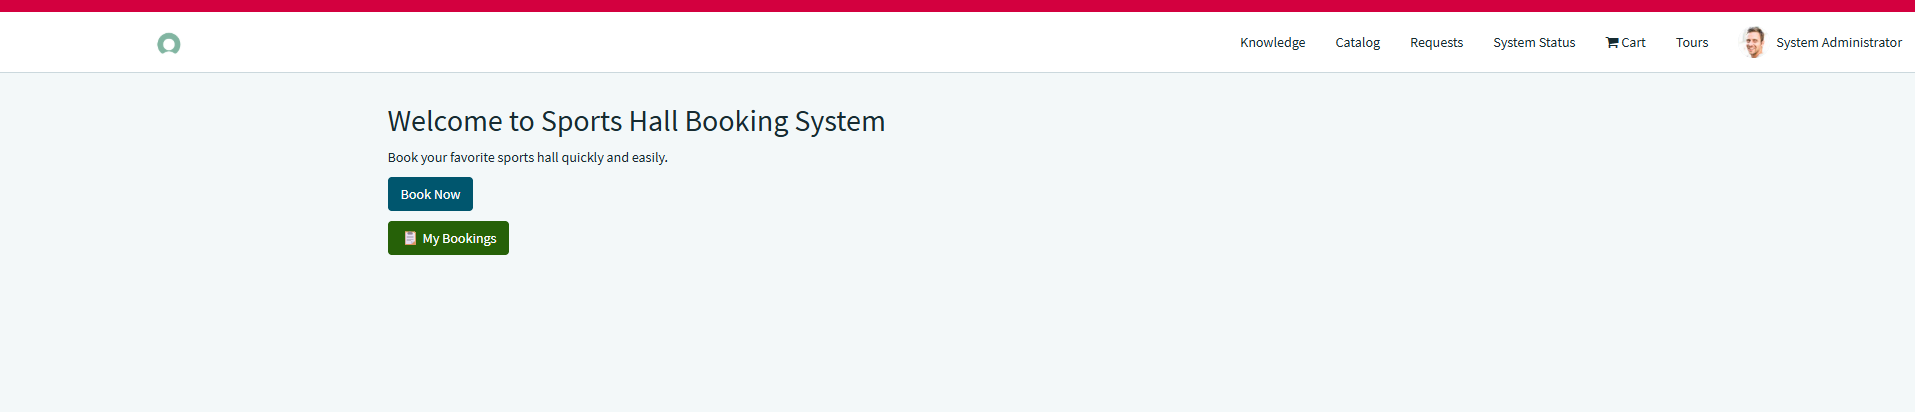 Knowledge Catalog Requests System Status Cart Tours System Administrator
Welcome to Sports Hall Booking System
Book your favorite sports hall quickly and easily.
Book Now
My Bookings